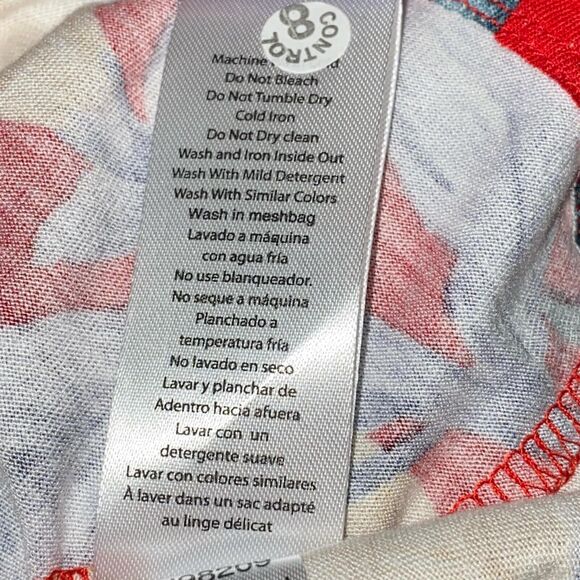 8
CONTROL
Machine
Do Not Bleach
Do Not Tumble Dry
Cold Iron
Do Not Dry clean
Wash and Iron Inside Out
Wash With Mild Detergent
Wash With Similar Colors
Wash in meshbag
Lavado a máquina
con agua fría
No use blanqueador.
No seque a máquina
Planchado a
temperatura fría
No lavado en seco
Lavar y planchar de
Adentro hacia afuera
Lavar con un
detergente suave
Lavar con colores similares
À laver dans un sac adapté
au linge délicat